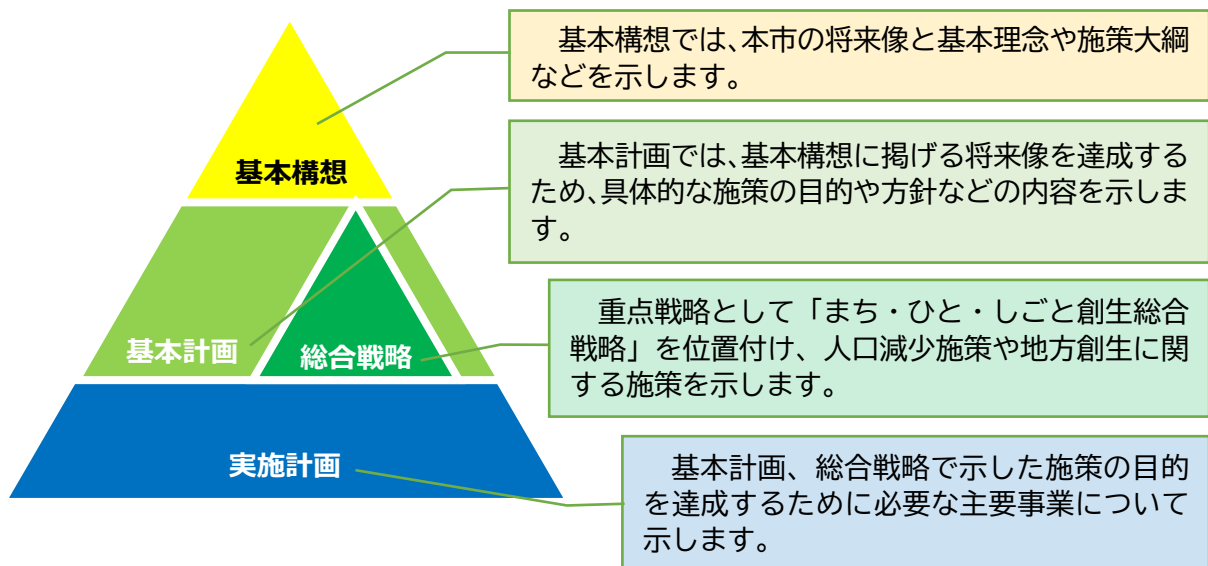 基本構想
基本構想では、本市の将来像と基本理念や施策大綱
などを示します。
基本計画では、基本構想に掲げる将来像を達成する
ため、具体的な施策の目的や方針などの内容を示しま
す。
基本計画
総合戦略
重点戦略として「まち・ひと・しごと創生総合
戦略」を位置付け、人口減少施策や地方創生に関
する施策を示します。
実施計画
基本計画、総合戦略で示した施策の目的
を達成するために必要な主要事業について
示します。